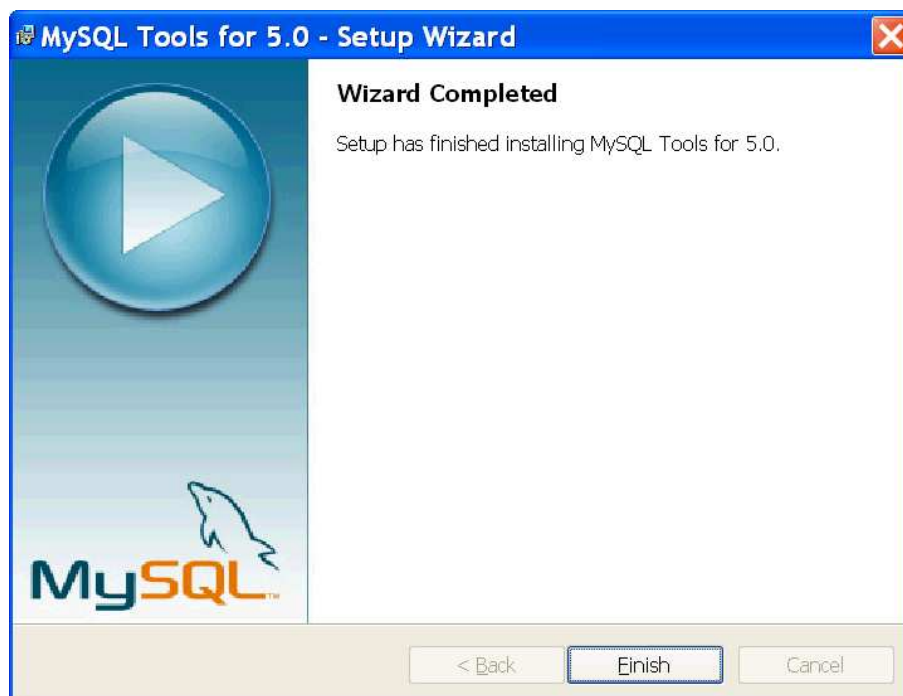 MySQL Tools for 5.0 - Setup Wizard
Wizard Completed
Setup has finished installing MySQL Tools for 5.0.
MySQL™
< Back
Finish
Cancel